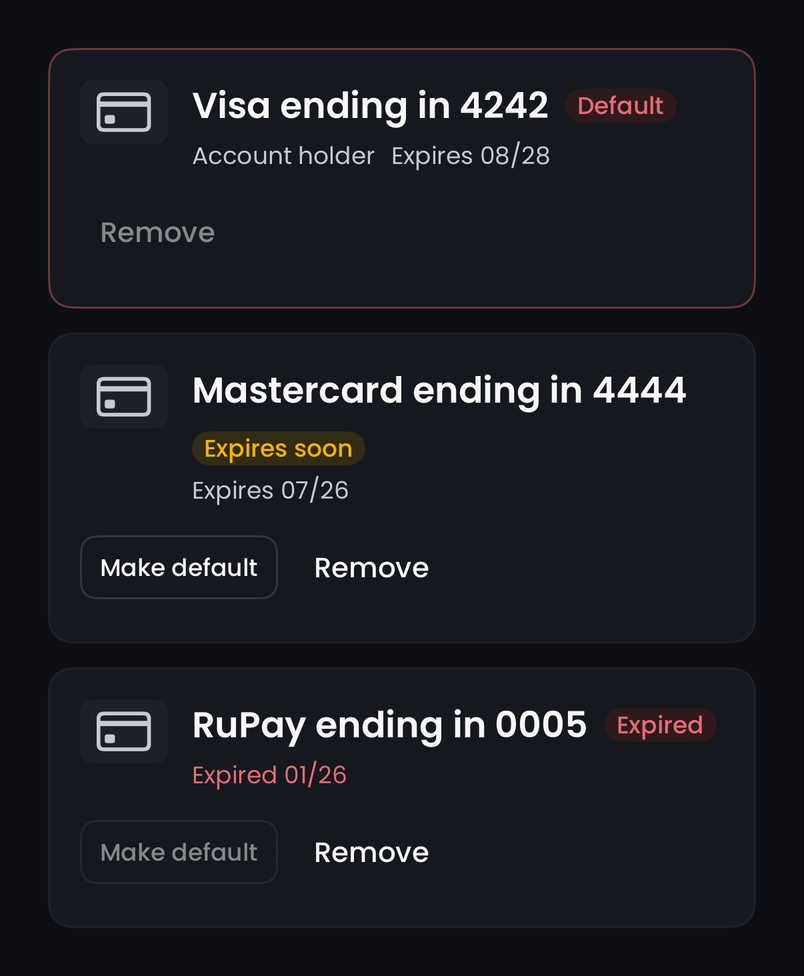 Visa ending in 4242 Default
Account holder Expires 08/28
Remove
Mastercard ending in 4444
Expires soon
Expires 07/26
Make default Remove
RuPay ending in 0005 Expired
Expired 01/26
Make default Remove